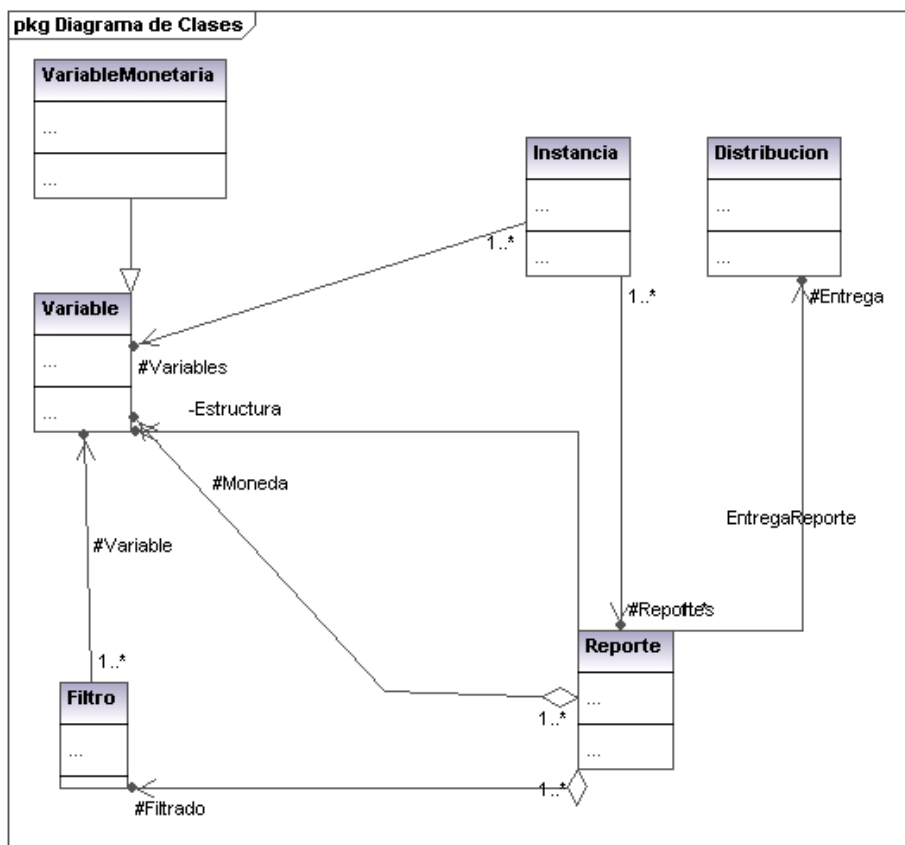 pkg Diagrama de Clases
VariableMonetaria
...
...
Instancia
...
...
Distribucion
...
...
1..*
1..*
#Entrega
Variable
...
...
#Variables
-Estructura
#Moneda
#Variable
EntregaReporte
#Reportes
Reporte
...
...
1..*
1..*
Filtro
...
1..*
#Filtrado